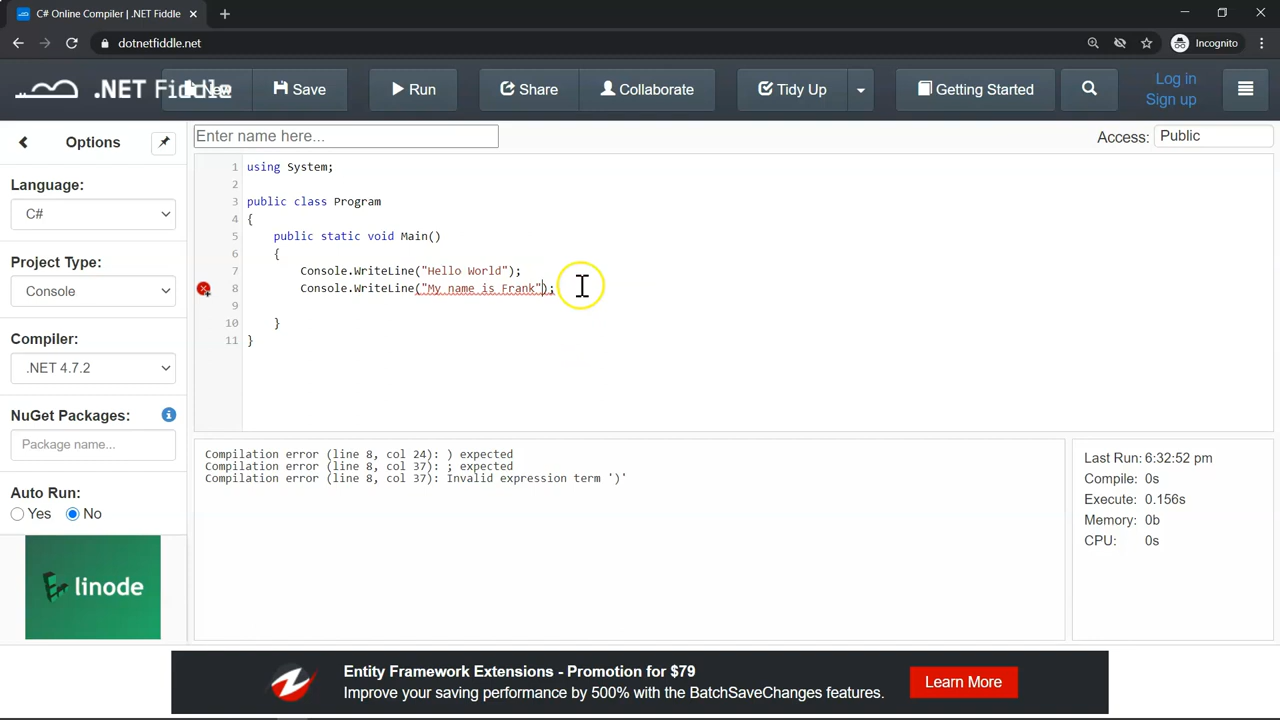 C# Online Compiler | .NET Fiddle
dotnetfiddle.net
Incognito
.NET Fiddle
New
Save
Run
Share
Collaborate
Tidy Up
Getting Started
Log in
Sign up
Options
Enter name here...
Access: Public
Language:
C#
Project Type:
Console
Compiler:
.NET 4.7.2
NuGet Packages:
Package name...
Auto Run:
Yes No
linode
1 using System;
2
3 public class Program
4 {
5 public static void Main()
6 {
7 Console.WriteLine("Hello World");
8 Console.WriteLine("My name is Frank");
9
10 }
11 }
Compilation error (line 8, col 24): ) expected
Compilation error (line 8, col 37): ; expected
Compilation error (line 8, col 37): Invalid expression term ')'
Last Run: 6:32:52 pm
Compile: 0s
Execute: 0.156s
Memory: 0b
CPU: 0s
Entity Framework Extensions - Promotion for $79
Improve your saving performance by 500% with the BatchSaveChanges features.
Learn More